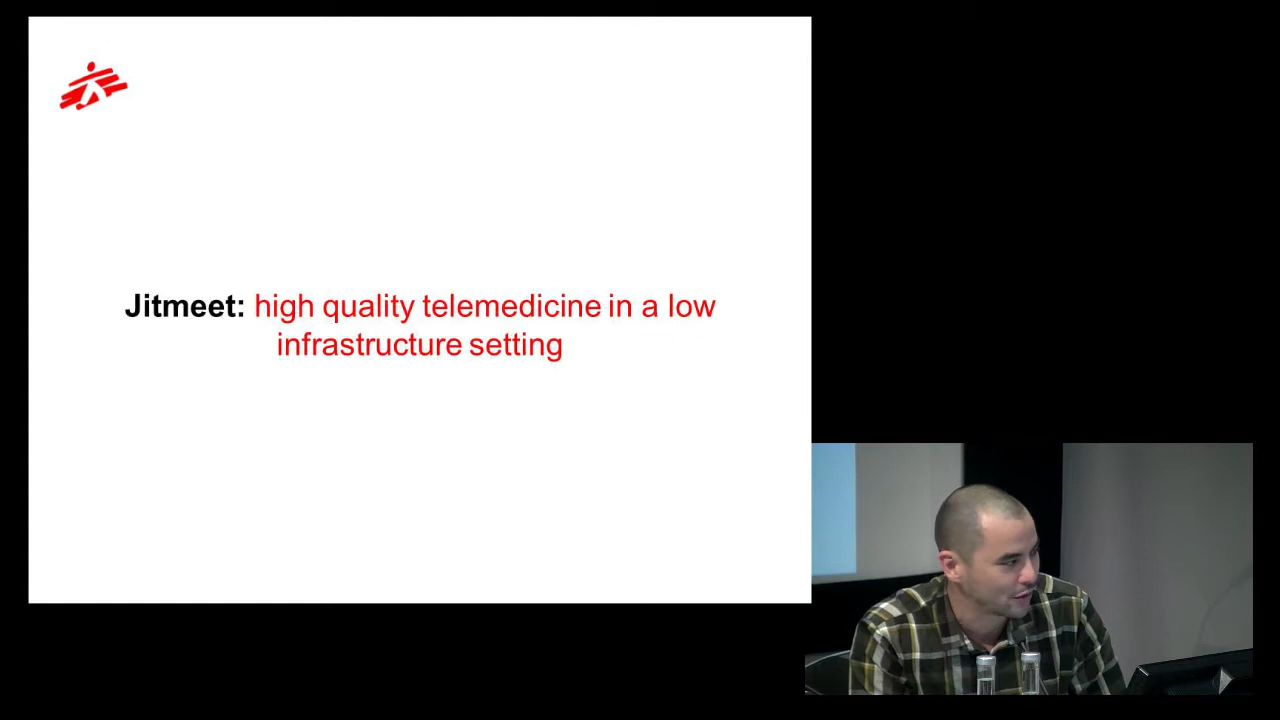 Jitmeet: high quality telemedicine in a low
infrastructure setting